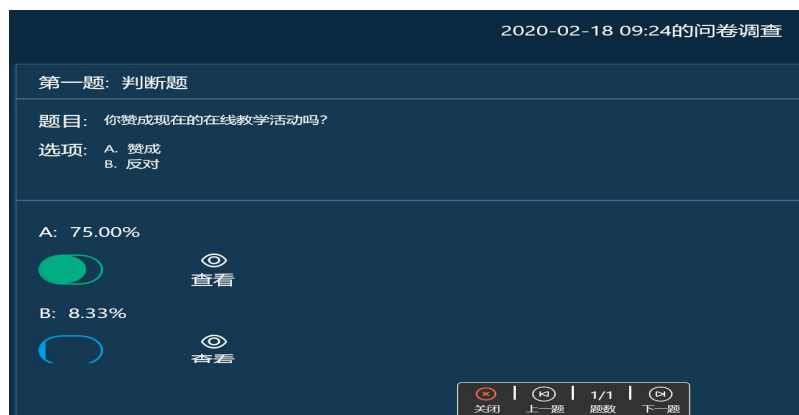 2020-02-18 09:24的问卷调查
第一题: 判断题
题目: 你赞成现在的在线教学活动吗?
选项: A. 赞成
B. 反对
A: 75.00%
查看
B: 8.33%
查看
1/1
关闭 上一题 题数 下一题